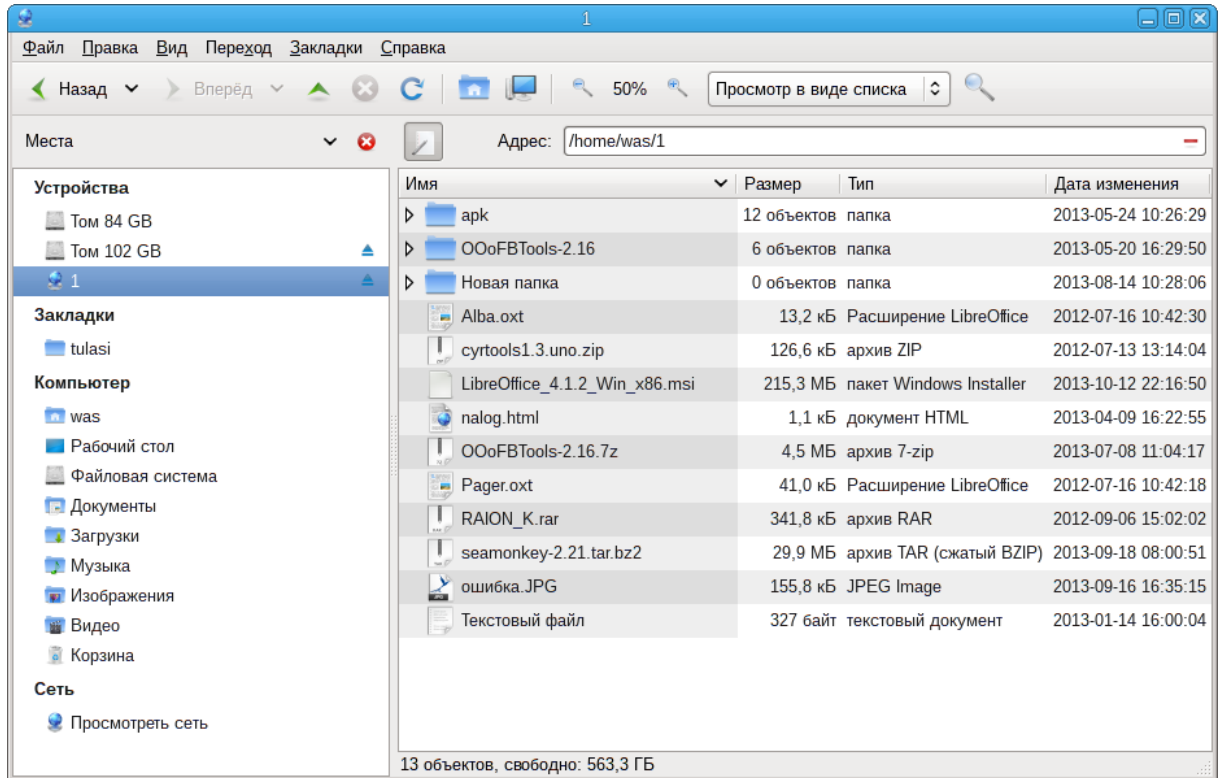 1
Файл Правка Вид Переход Закладки Справка
Назад Вперёд 50% Просмотр в виде списка
Места Адрес: /home/was/1
Устройства
Том 84 GB
Том 102 GB
1
Закладки
tulasi
Компьютер
was
Рабочий стол
Файловая система
Документы
Загрузки
Музыка
Изображения
Видео
Корзина
Сеть
Просмотреть сеть
Имя Размер Тип Дата изменения
apk 12 объектов папка 2013-05-24 10:26:29
OOoFBTools-2.16 6 объектов папка 2013-05-20 16:29:50
Новая папка 0 объектов папка 2013-08-14 10:28:06
Alba.oxt 13,2 кБ Расширение LibreOffice 2012-07-16 10:42:30
cyrtools1.3.uno.zip 126,6 кБ архив ZIP 2012-07-13 13:14:04
LibreOffice_4.1.2_Win_x86.msi 215,3 МБ пакет Windows Installer 2013-10-12 22:16:50
nalog.html 1,1 кБ документ HTML 2013-04-09 16:22:55
OOoFBTools-2.16.7z 4,5 МБ архив 7-zip 2013-07-08 11:04:17
Pager.oxt 41,0 кБ Расширение LibreOffice 2012-07-16 10:42:18
RAION_K.rar 341,8 кБ архив RAR 2012-09-06 15:02:02
seamonkey-2.21.tar.bz2 29,9 МБ архив TAR (сжатый BZIP) 2013-09-18 08:00:51
ошибка.JPG 155,8 кБ JPEG Image 2013-09-16 16:35:15
Текстовый файл 327 байт текстовый документ 2013-01-14 16:00:04
13 объектов, свободно: 563,3 ГБ